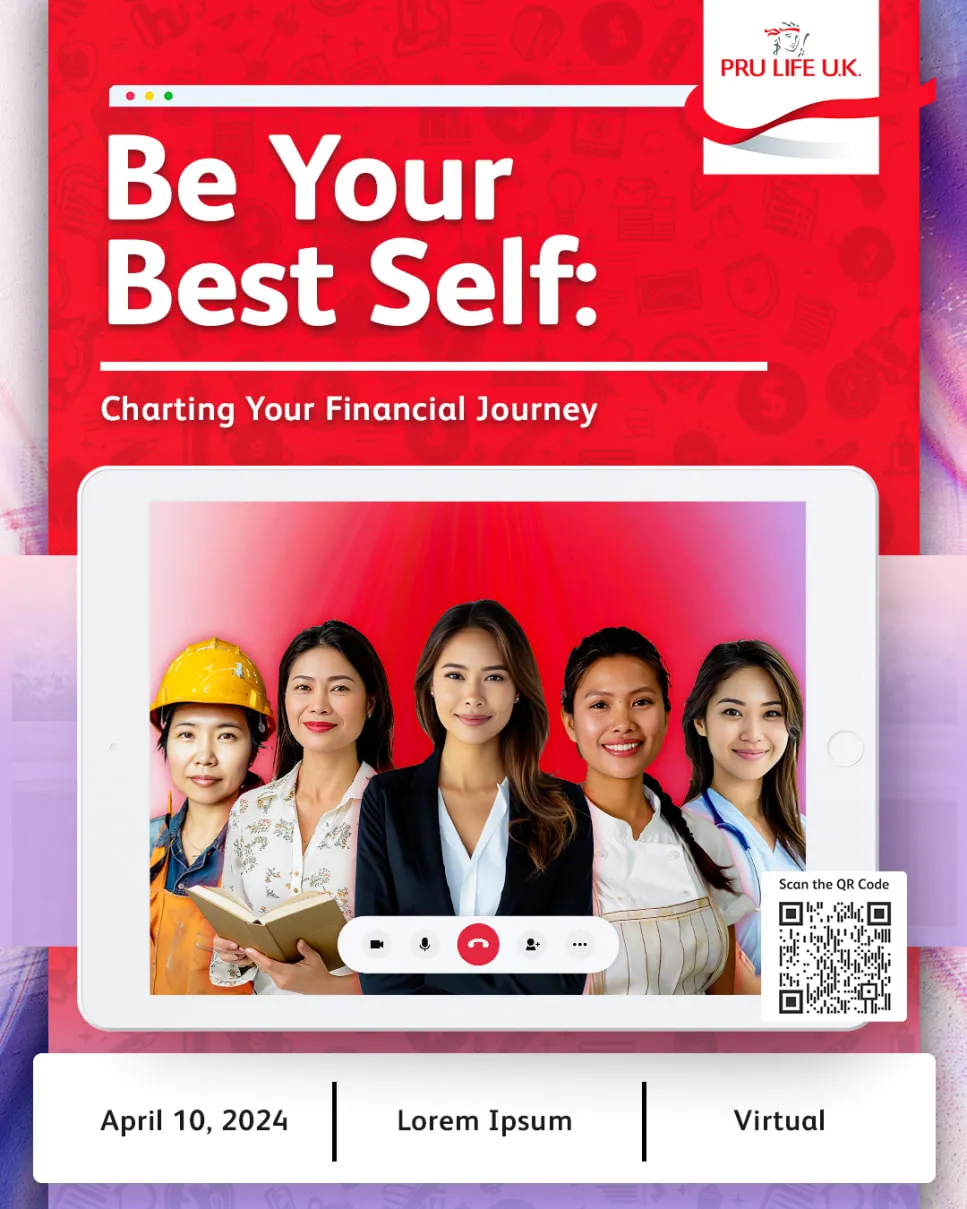 PRU LIFE U.K.
Be Your
Best Self:
Charting Your Financial Journey
Scan the QR Code
April 10, 2024
Lorem Ipsum
Virtual